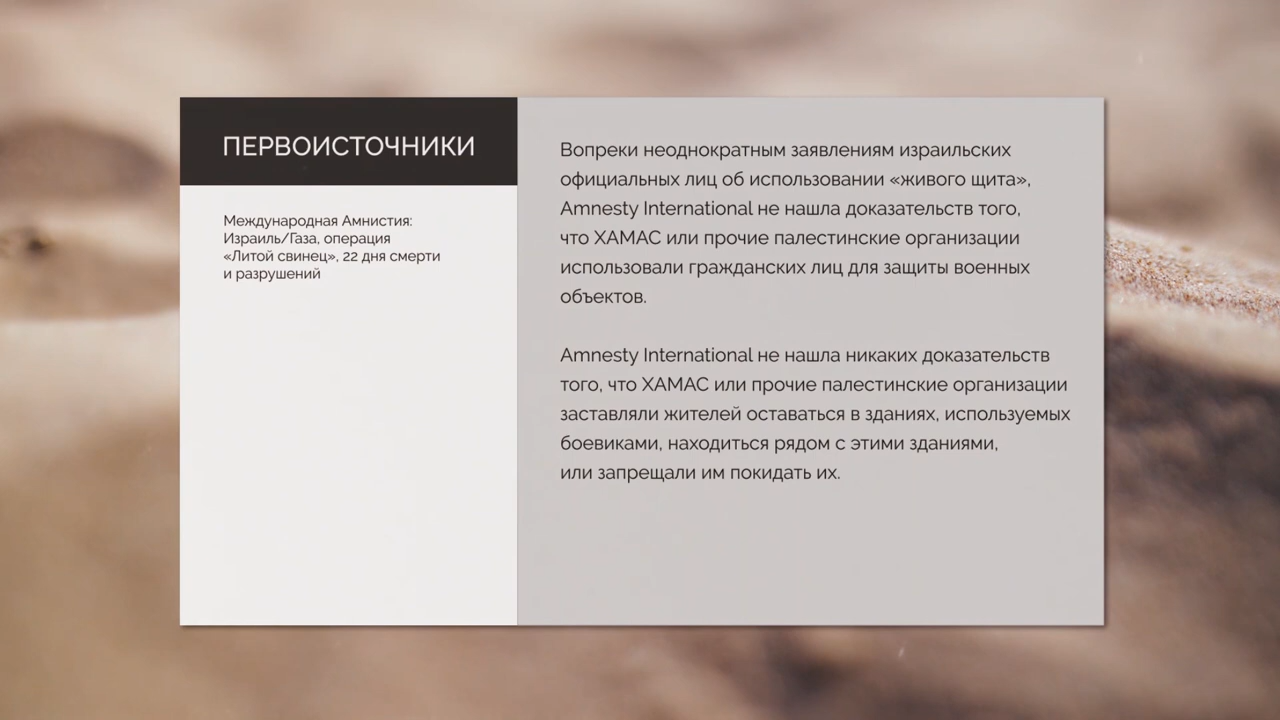 ПЕРВОИСТОЧНИКИ
Международная Амнистия:
Израиль/Газа, операция
«Литой свинец», 22 дня смерти
и разрушений
Вопреки неоднократным заявлениям израильских
официальных лиц об использовании «живого щита»,
Amnesty International не нашла доказательств того,
что ХАМАС или прочие палестинские организации
использовали гражданских лиц для защиты военных
объектов.
Amnesty International не нашла никаких доказательств
того, что ХАМАС или прочие палестинские организации
заставляли жителей оставаться в зданиях, используемых
боевиками, находиться рядом с этими зданиями,
или запрещали им покидать их.